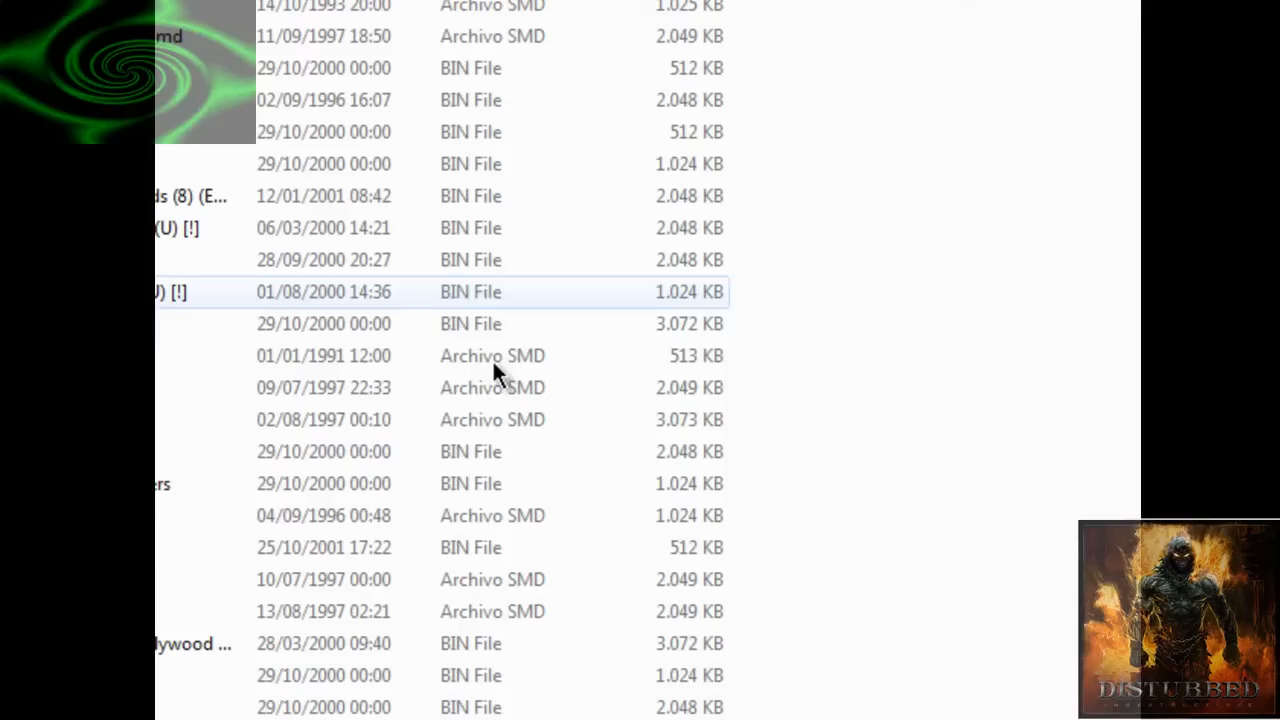 14/10/1993 20:00 Archivo SMD 1.025 KB
md 11/09/1997 18:50 Archivo SMD 2.049 KB
29/10/2000 00:00 BIN File 512 KB
02/09/1996 16:07 BIN File 2.048 KB
29/10/2000 00:00 BIN File 512 KB
29/10/2000 00:00 BIN File 1.024 KB
ds (8) (E... 12/01/2001 08:42 BIN File 2.048 KB
(U) [!] 06/03/2000 14:21 BIN File 2.048 KB
28/09/2000 20:27 BIN File 2.048 KB
J) [!] 01/08/2000 14:36 BIN File 1.024 KB
29/10/2000 00:00 BIN File 3.072 KB
01/01/1991 12:00 Archivo SMD 513 KB
09/07/1997 22:33 Archivo SMD 2.049 KB
02/08/1997 00:10 Archivo SMD 3.073 KB
29/10/2000 00:00 BIN File 2.048 KB
ers 29/10/2000 00:00 BIN File 1.024 KB
04/09/1996 00:48 Archivo SMD 1.024 KB
25/10/2001 17:22 BIN File 512 KB
10/07/1997 00:00 Archivo SMD 2.049 KB
13/08/1997 02:21 Archivo SMD 2.049 KB
lywood ... 28/03/2000 09:40 BIN File 3.072 KB
29/10/2000 00:00 BIN File 1.024 KB
29/10/2000 00:00 BIN File 2.048 KB
DISTURBED
INDESTRUCTIBLE